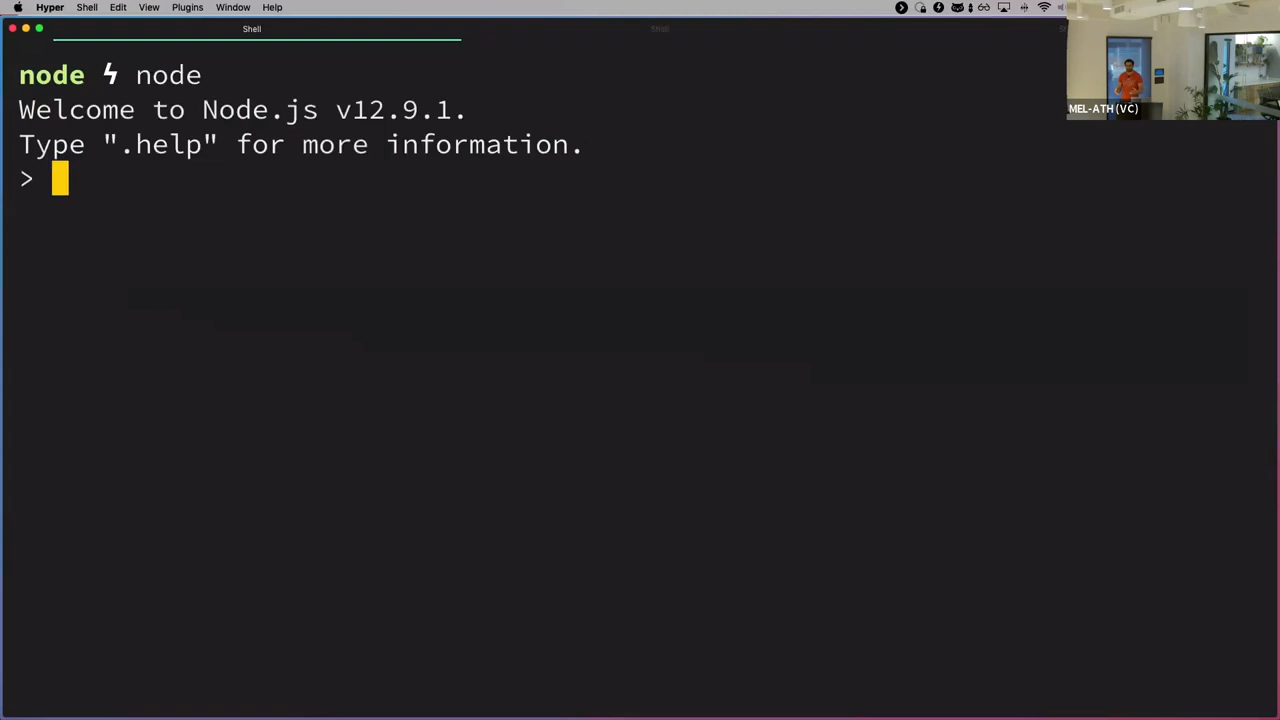 Hyper Shell Edit View Plugins Window Help
Shell Shell
node ϟ node
Welcome to Node.js v12.9.1.
Type ".help" for more information.
>
MEL-ATH (VC)